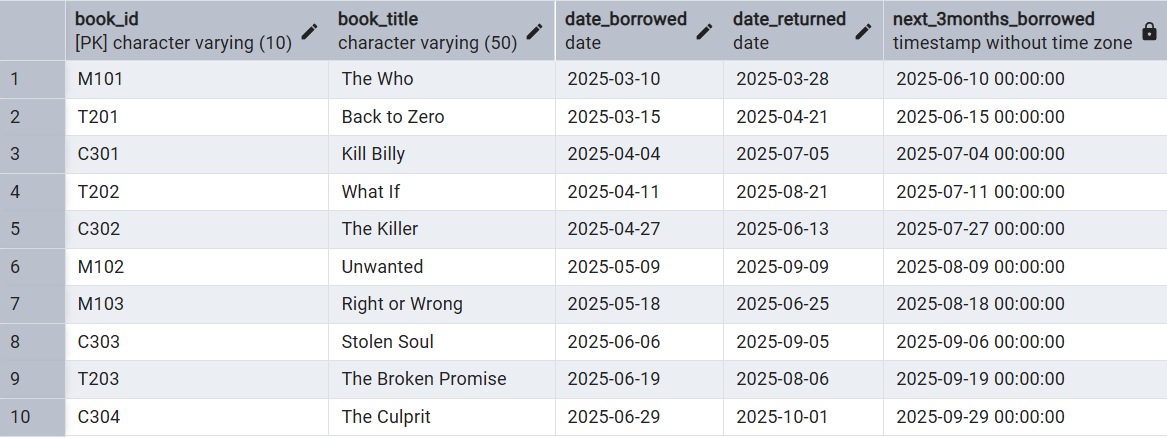 book_id book_title date_borrowed date_returned next_3months_borrowed
[PK] character varying (10) character varying (50) date date timestamp without time zone
1 M101 The Who 2025-03-10 2025-03-28 2025-06-10 00:00:00
2 T201 Back to Zero 2025-03-15 2025-04-21 2025-06-15 00:00:00
3 C301 Kill Billy 2025-04-04 2025-07-05 2025-07-04 00:00:00
4 T202 What If 2025-04-11 2025-08-21 2025-07-11 00:00:00
5 C302 The Killer 2025-04-27 2025-06-13 2025-07-27 00:00:00
6 M102 Unwanted 2025-05-09 2025-09-09 2025-08-09 00:00:00
7 M103 Right or Wrong 2025-05-18 2025-06-25 2025-08-18 00:00:00
8 C303 Stolen Soul 2025-06-06 2025-09-05 2025-09-06 00:00:00
9 T203 The Broken Promise 2025-06-19 2025-08-06 2025-09-19 00:00:00
10 C304 The Culprit 2025-06-29 2025-10-01 2025-09-29 00:00:00